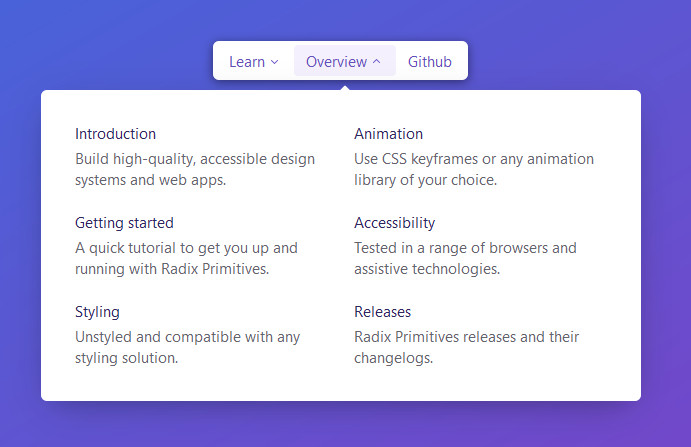 Learn Overview Github
Introduction
Build high-quality, accessible design
systems and web apps.
Getting started
A quick tutorial to get you up and
running with Radix Primitives.
Styling
Unstyled and compatible with any
styling solution.
Animation
Use CSS keyframes or any animation
library of your choice.
Accessibility
Tested in a range of browsers and
assistive technologies.
Releases
Radix Primitives releases and their
changelogs.